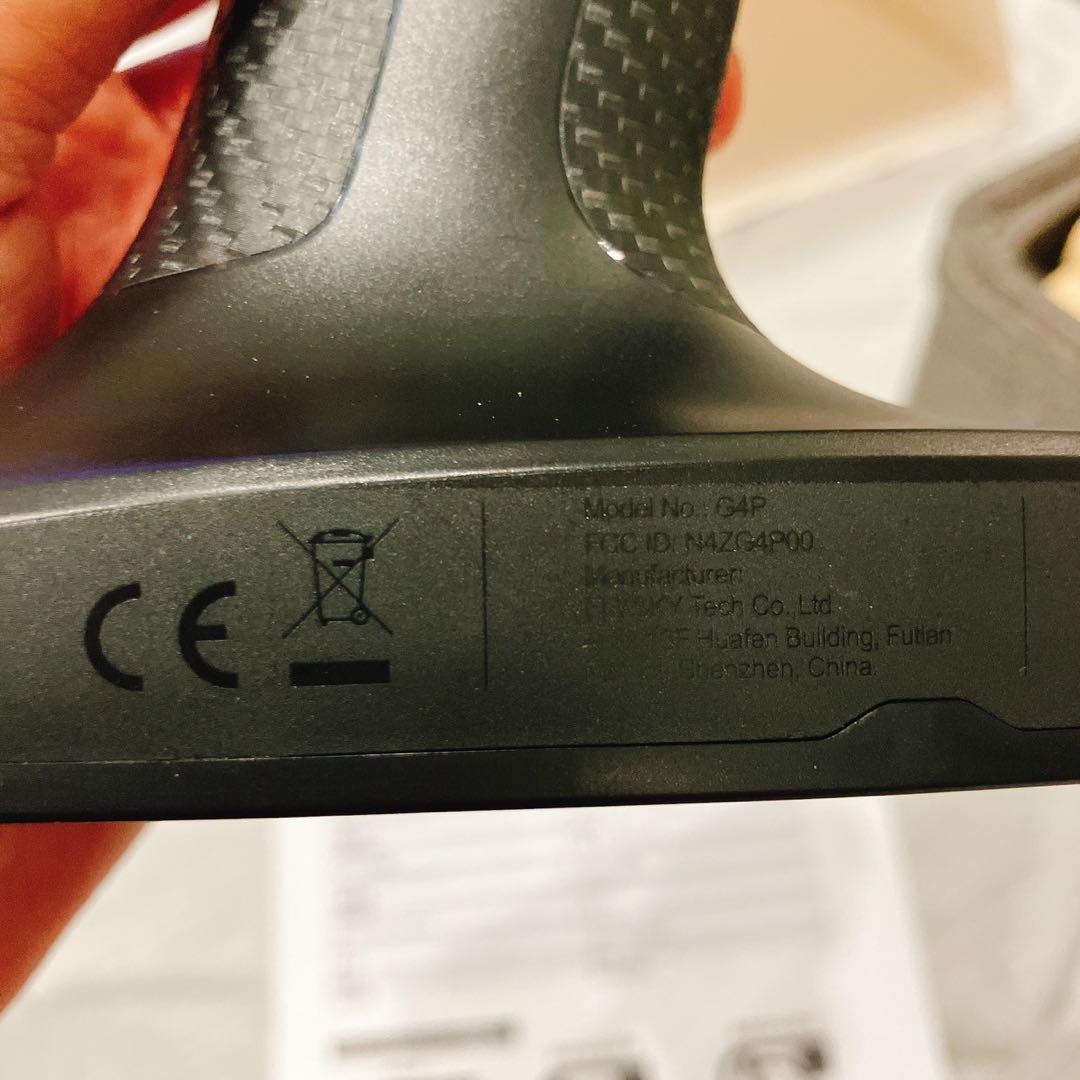 CE
Model No.: G4P
FCC ID: N4ZG4P00
Manufacturer:
Tech Co.,Ltd
Huafen Building, Futian
Shenzhen, China.